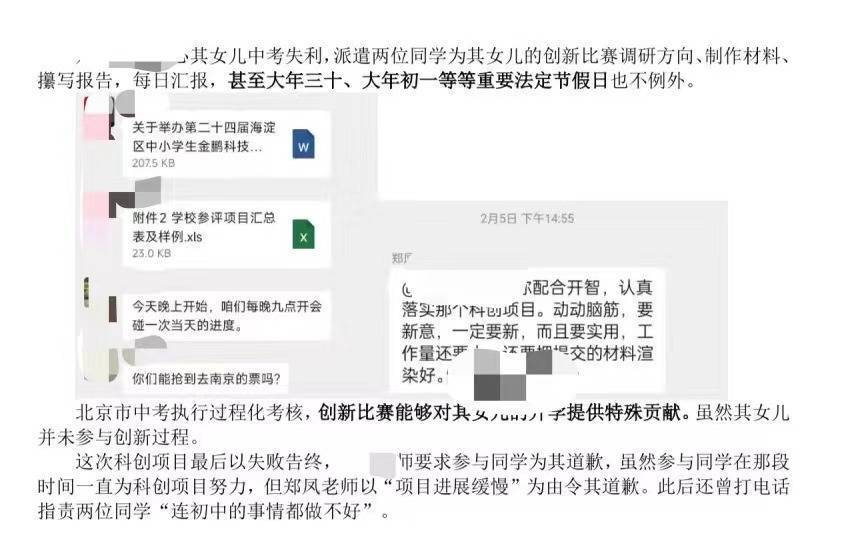 其女儿中考失利，派遣两位同学为其女儿的创新比赛调研方向、制作材料、
攥写报告，每日汇报，甚至大年三十、大年初一等等重要法定节假日也不例外。
关于举办第二十四届海淀
区中小学生金鹏科技...
207.5 KB
W
附件2 学校参评项目汇总
表及样例.xls
23.0 KB
X
今天晚上开始，咱们每晚九点开会
碰一次当天的进度。
你们能抢到去南京的票吗？
2月5日 下午14:55
郑
配合开智，认真
落实那个科创项目。动动脑筋，要
新意，一定要新，而且要实用，工
作量还要 还要把提交的材料渲
染好。
北京市中考执行过程化考核，创新比赛能够对其女儿的升学提供特殊贡献。虽然其女儿
并未参与创新过程。
这次科创项目最后以失败告终， 师要求参与同学为其道歉，虽然参与同学在那段
时间一直为科创项目努力，但郑凤老师以“项目进展缓慢”为由令其道歉。此后还曾打电话
指责两位同学“连初中的事情都做不好”。